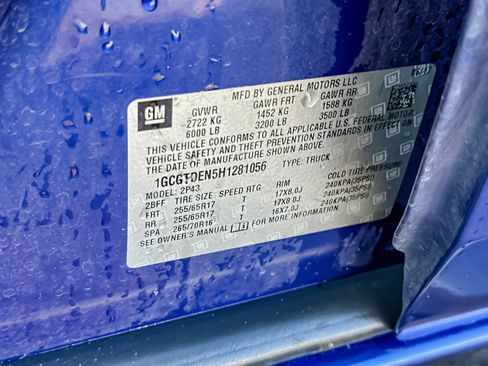 06/17
GM
MFD BY GENERAL MOTORS LLC
GVWR GAWR FRT GAWR RR
2722 KG 1452 KG 1588 KG
6000 LB 3200 LB 3500 LB
THIS VEHICLE CONFORMS TO ALL APPLICABLE U.S. FEDERAL
VEHICLE SAFETY AND THEFT PREVENTION STANDARDS IN EFFECT
ON THE DATE OF MANUFACTURE SHOWN ABOVE.
1GCGTDEN5H1281056 TYPE: TRUCK
MODEL: 2P43
2BFF TIRE SIZE SPEED RTG RIM COLD TIRE PRESSURE
FRT 255/65R17 T 17X8.0J 240KPA(35PSI)
RR 255/65R17 T 17X8.0J 240KPA(35PSI)
SPA 265/70R16 T 16X7.0J 240KPA(35PSI)
SEE OWNER'S MANUAL FOR MORE INFORMATION.